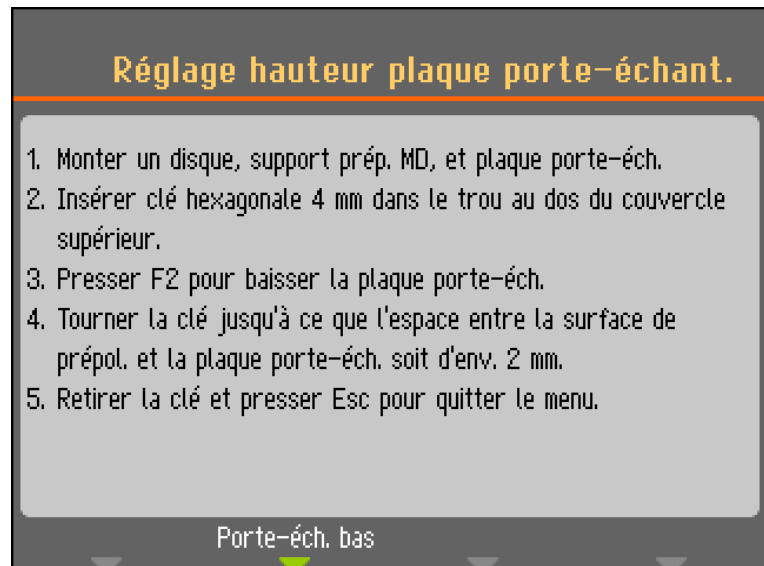 Réglage hauteur plaque porte-échant.
1. Monter un disque, support prép. MD, et plaque porte-éch.
2. Insérer clé hexagonale 4 mm dans le trou au dos du couvercle
supérieur.
3. Presser F2 pour baisser la plaque porte-éch.
4. Tourner la clé jusqu'à ce que l'espace entre la surface de
prépol. et la plaque porte-éch. soit d'env. 2 mm.
5. Retirer la clé et presser Esc pour quitter le menu.
Porte-éch. bas